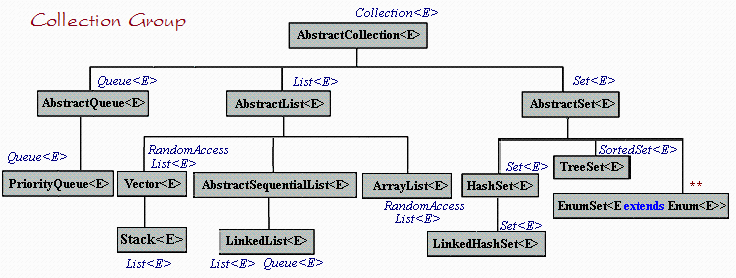 Collection Group
Collection<E>
AbstractCollection<E>
Queue<E>
List<E>
Set<E>
AbstractQueue<E>
AbstractList<E>
AbstractSet<E>
RandomAccess
List<E>
SortedSet<E>
Queue<E>
Set<E>
TreeSet<E>
PriorityQueue<E>
Vector<E>
AbstractSequentialList<E>
ArrayList<E>
HashSet<E>
**
RandomAccess
List<E>
EnumSet<E extends Enum<E>>
Set<E>
Stack<E>
LinkedList<E>
LinkedHashSet<E>
List<E>
List<E>
Queue<E>